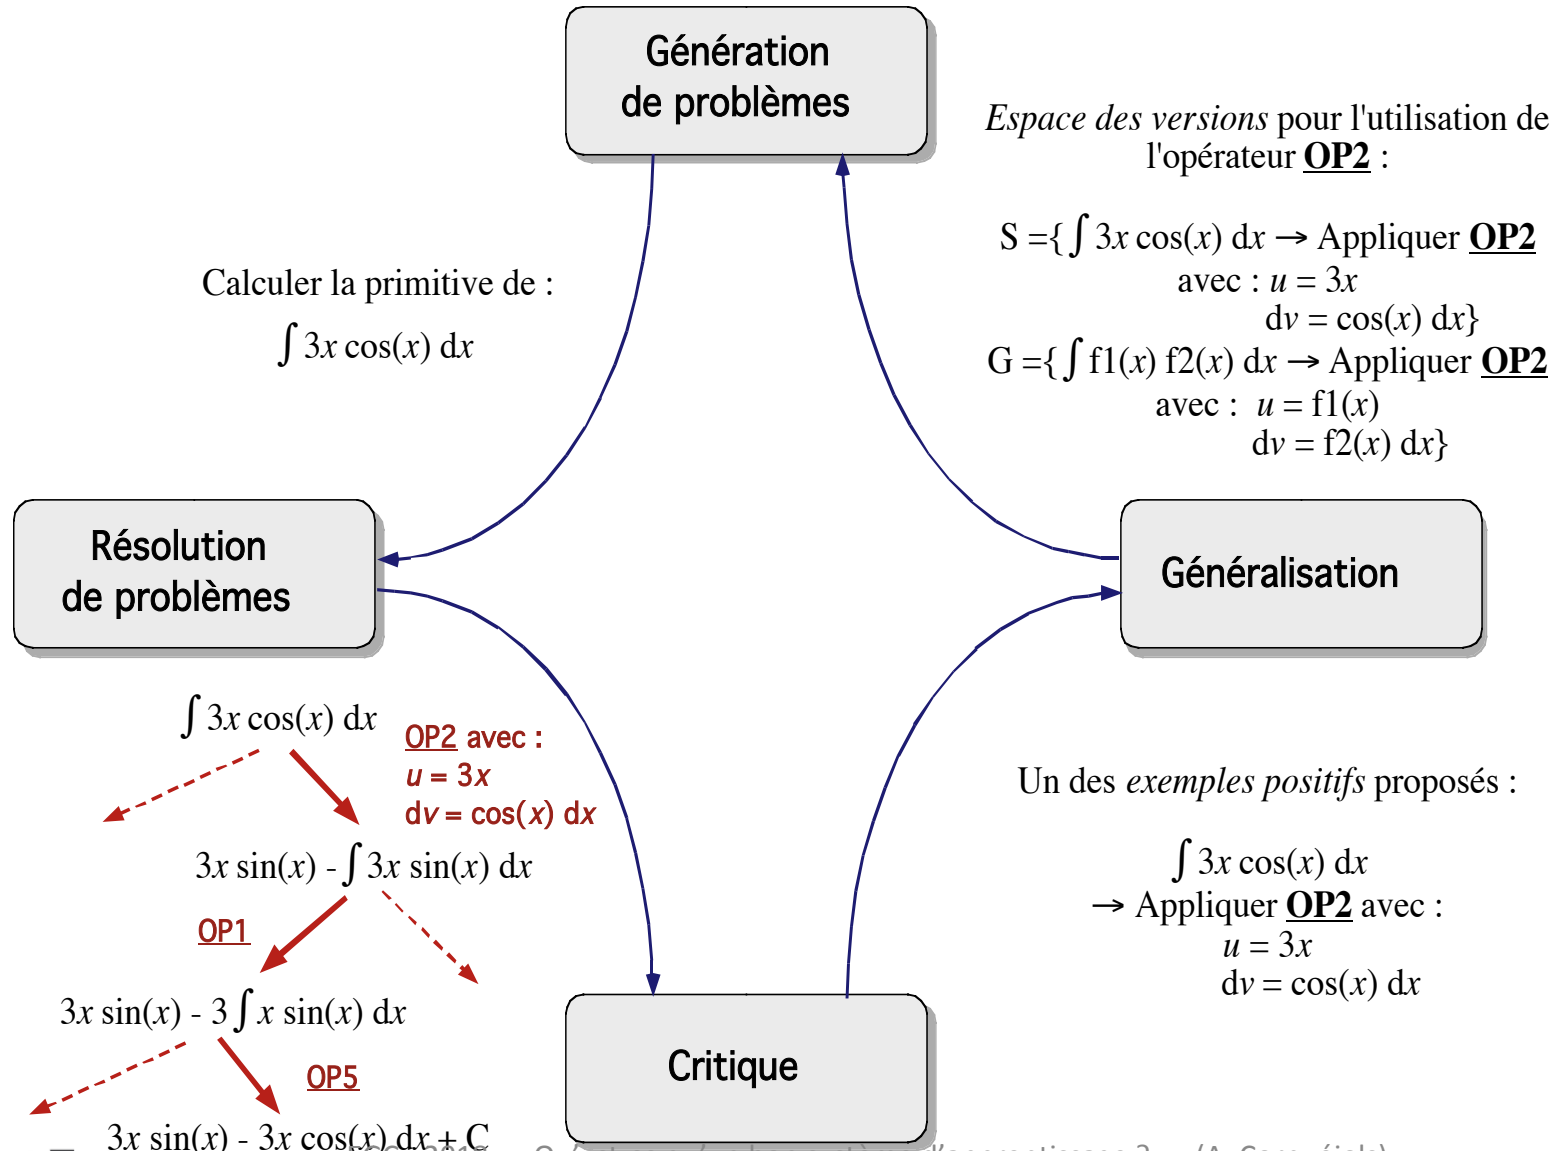 Génération
de problèmes
Espace des versions pour l'utilisation de
l'opérateur OP2 :
S ={∫ 3x cos(x) dx → Appliquer OP2
avec : u = 3x
dv = cos(x) dx}
G ={∫ f1(x) f2(x) dx → Appliquer OP2
avec : u = f1(x)
dv = f2(x) dx}
Calculer la primitive de :
∫ 3x cos(x) dx
Résolution
de problèmes
Généralisation
∫ 3x cos(x) dx
OP2 avec :
u = 3x
dv = cos(x) dx
3x sin(x) - ∫ 3x sin(x) dx
OP1
3x sin(x) - 3 ∫ x sin(x) dx
OP5
3x sin(x) - 3x cos(x) dx + C
Un des exemples positifs proposés :
∫ 3x cos(x) dx
→ Appliquer OP2 avec :
u = 3x
dv = cos(x) dx
Critique